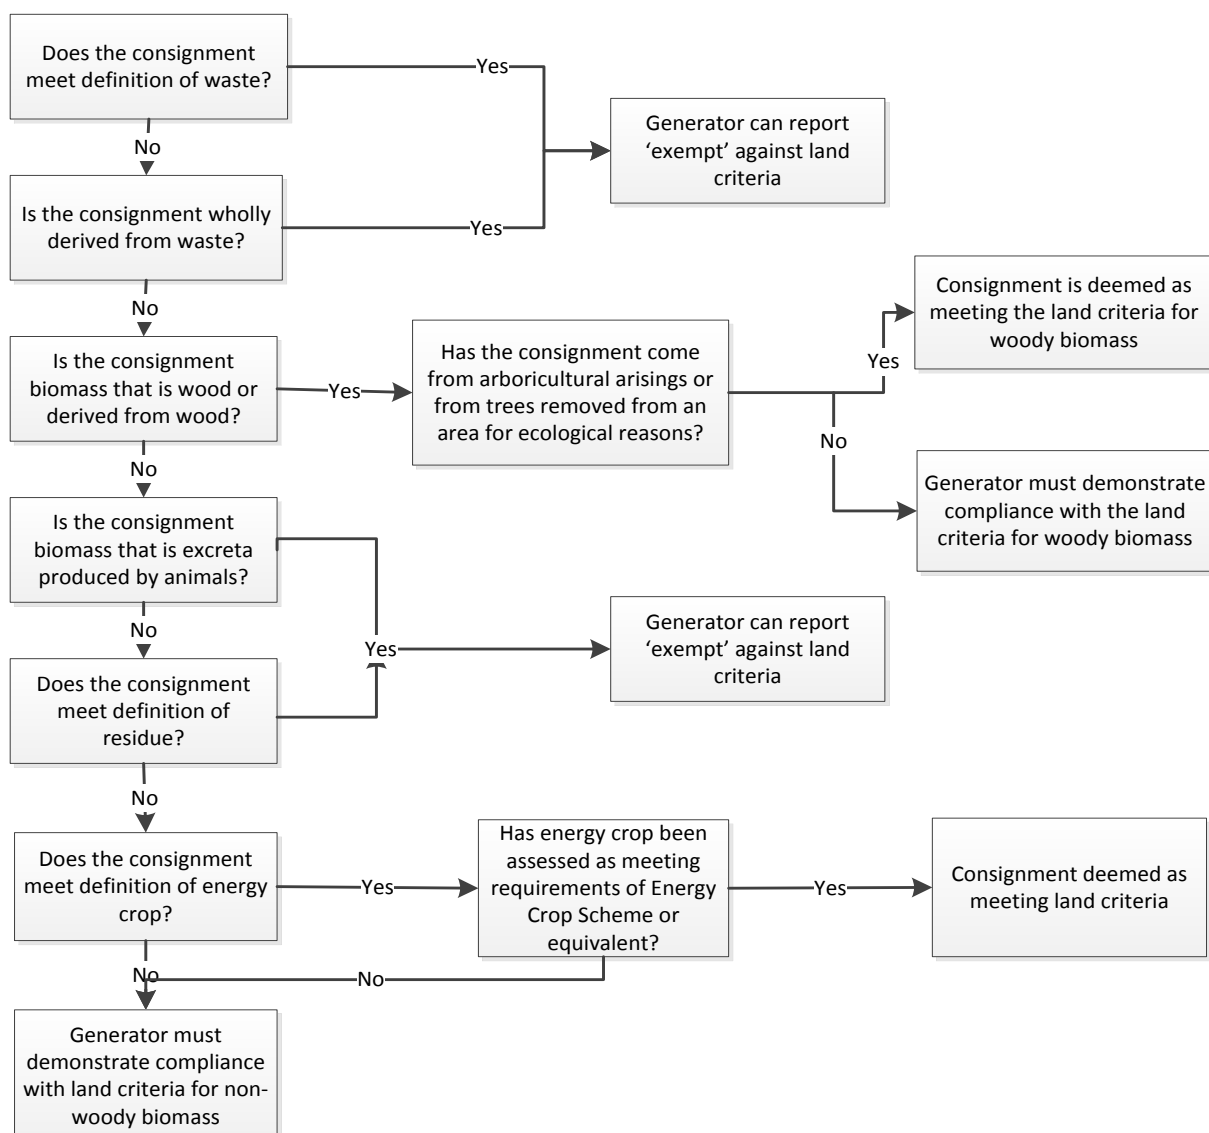 Does the consignment
meet definition of waste?
Yes
No
Generator can report
‘exempt’ against land
criteria
Is the consignment wholly
derived from waste?
Yes
No
Is the consignment
biomass that is wood or
derived from wood?
Yes
Has the consignment come
from arboricultural arisings or
from trees removed from an
area for ecological reasons?
Yes
Consignment is deemed as
meeting the land criteria for
woody biomass
No
Generator must demonstrate
compliance with the land
criteria for woody biomass
No
Is the consignment
biomass that is excreta
produced by animals?
No
Yes
Generator can report
‘exempt’ against land
criteria
Does the consignment
meet definition of
residue?
No
Does the consignment
meet definition of energy
crop?
Yes
Has energy crop been
assessed as meeting
requirements of Energy
Crop Scheme or
equivalent?
Yes
Consignment deemed as
meeting land criteria
No
No
Generator must
demonstrate compliance
with land criteria for non-
woody biomass